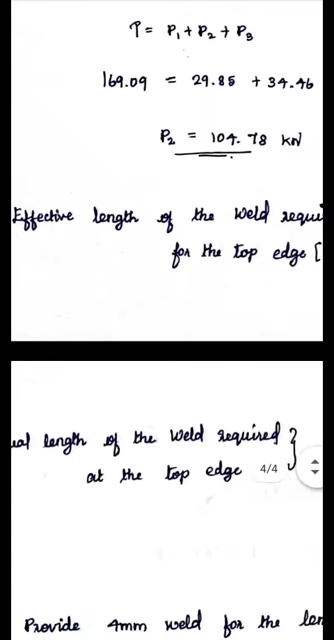 P = P₁ + P₂ + P₃
169.09 = 29.85 + 34.46
P₂ = 104.78 KN
Effective length of the weld requi
for the top edge [
ual length of the weld required }
at the top edge
4/4
Provide 4mm weld for the len